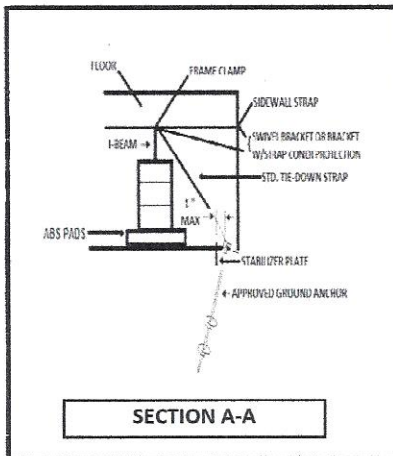 FLOOR
FRAME CLAMP
SIDEWALL STRAP
I-BEAM
SWIVEL BRACKET OR BRACKET
W/STRAP CONER PROTECTION
STD. TIE-DOWN STRAP
1"
MAX
ABS PADS
STABILIZER PLATE
APPROVED GROUND ANCHOR
SECTION A-A